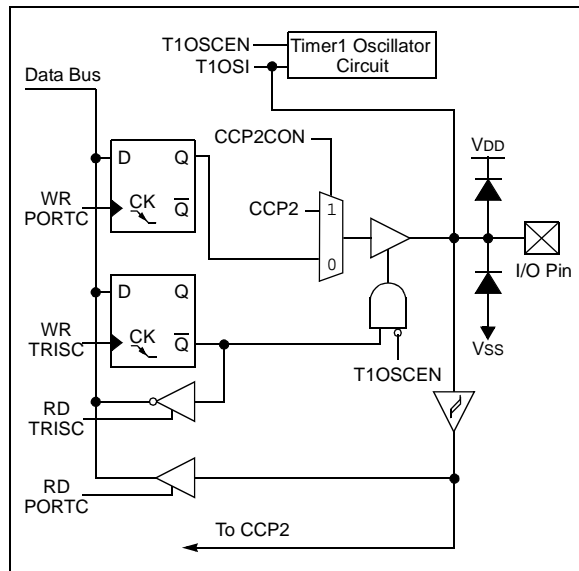 T1OSCEN
T1OSI
Timer1 Oscillator
Circuit
Data Bus
D Q
CK Q
WR
PORTC
CCP2CON
CCP2
1
0
VDD
I/O Pin
VSS
D Q
CK Q
WR
TRISC
T1OSCEN
RD
TRISC
RD
PORTC
To CCP2